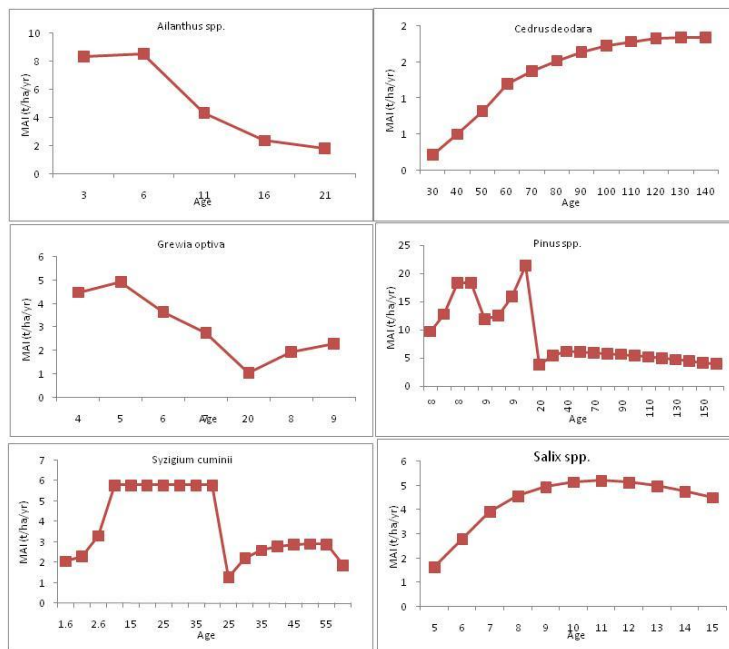 Ailanthus spp.
MAI (t/ha/yr)
10
8
6
4
2
0
3 6 11 16 21
Age
Cedrus deodara
MAI (t/ha/yr)
2
2
1
1
0
30 40 50 60 70 80 90 100 110 120 130 140
Age
Grewia optiva
MAI (t/ha/yr)
6
5
4
3
2
1
0
4 5 6 7 20 8 9
Age
Pinus spp.
MAI (t/ha/yr)
25
20
15
10
5
0
8 8 9 9 20 40 70 90 110 130 150
Age
Syzigium cuminii
MAI (t/ha/yr)
7
6
5
4
3
2
1
0
1.6 2.6 15 25 35 25 35 45 55
Age
Salix spp.
MAI (t/ha/yr)
6
5
4
3
2
1
0
5 6 7 8 9 10 11 12 13 14 15
Age